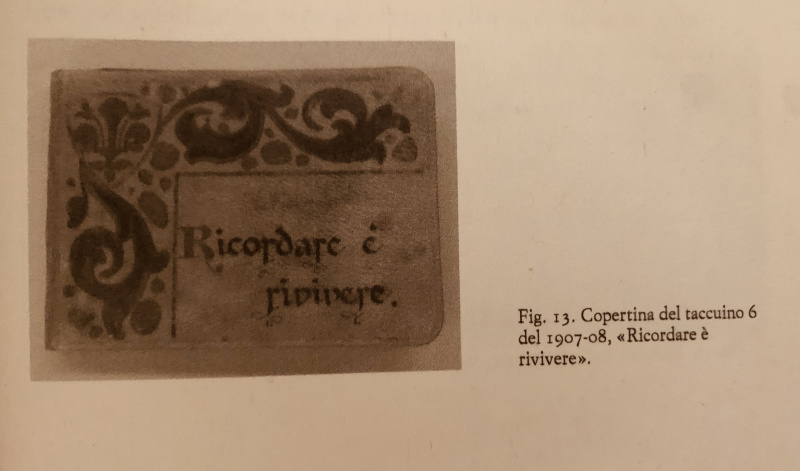 Ricordare è
rivivere.
Fig. 13. Copertina del taccuino 6
del 1907-08, «Ricordare è
rivivere».